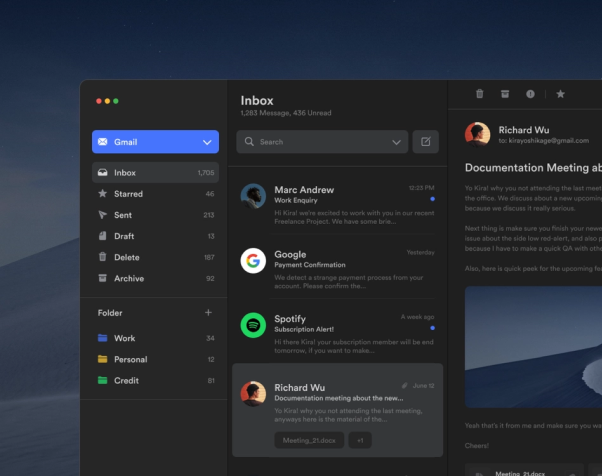 Gmail
Inbox 1,705
Starred 46
Sent 213
Draft 13
Delete 187
Archive 92
Folder +
Work 34
Personal 12
Credit 81
Inbox
1,283 Message, 436 Unread
Search
Marc Andrew 12:23 PM
Work Enquiry
Hi Kira! we're excited to work with you in our recent
Freelance Project. We have some brie...
Google Yesterday
Payment Confirmation
We detect a strange payment process from your
account. Please confirm the...
Spotify A week ago
Subscription Alert!
Hi there Kira! your subscription member will be end
tomorrow, if you want to make...
Richard Wu June 12
Documentation meeting about the new...
Yo Kira! why you not attending the last meeting,
anyways here is the material of the...
Meeting_21.docx +1
Richard Wu
to: kirayoshikage@gmail.com
Documentation Meeting ab
Yo Kira! why you not attending the last meet
the office. We discuss about a new upcoming
because we discuss it really serious.
Next thing is make sure you finish your newe
issue about the side low red-alert, and also p
because I have to make a quick QA with othe
Also, here is quick peek for the upcoming fea
Yeah that's it from me and make sure you wa
Cheers!